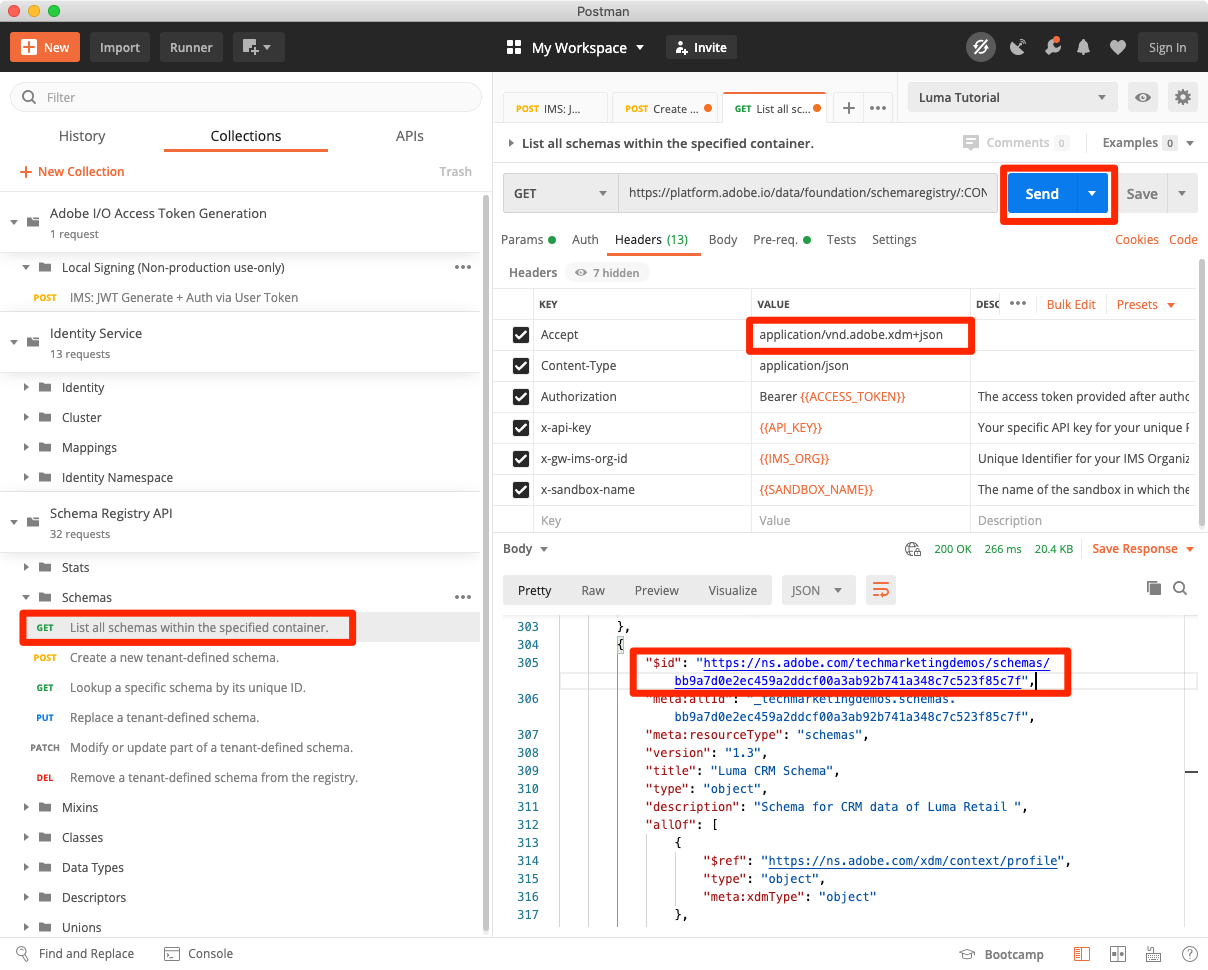 Postman
New
Import
Runner
My Workspace
Invite
Sign In
Filter
History
Collections
APIs
New Collection
Trash
Adobe I/O Access Token Generation
1 request
Local Signing (Non-production use-only)
POST IMS: JWT Generate + Auth via User Token
Identity Service
13 requests
Identity
Cluster
Mappings
Identity Namespace
Schema Registry API
32 requests
Stats
Schemas
GET List all schemas within the specified container.
POST Create a new tenant-defined schema.
GET Lookup a specific schema by its unique ID.
PUT Replace a tenant-defined schema.
PATCH Modify or update part of a tenant-defined schema.
DEL Remove a tenant-defined schema from the registry.
Mixins
Classes
Data Types
Descriptors
Unions
POST IMS: J...
POST Create ...
GET List all sc...
Luma Tutorial
List all schemas within the specified container.
Comments 0
Examples 0
GET
https://platform.adobe.io/data/foundation/schemaregistry/:CON
Send
Save
Params
Auth
Headers (13)
Body
Pre-req.
Tests
Settings
Cookies
Code
Headers
7 hidden
KEY VALUE DESC
Bulk Edit
Presets
Accept application/vnd.adobe.xdm+json
Content-Type application/json
Authorization Bearer {{ACCESS_TOKEN}} The access token provided after autho
x-api-key {{API_KEY}} Your specific API key for your unique
x-gw-ims-org-id {{IMS_ORG}} Unique Identifier for your IMS Organiz
x-sandbox-name {{SANDBOX_NAME}} The name of the sandbox in which the
Key Value Description
Body
200 OK
266 ms
20.4 KB
Save Response
Pretty
Raw
Preview
Visualize
JSON
303 },
304 {
305 "$id": "https://ns.adobe.com/techmarketingdemos/schemas/
bb9a7d0e2ec459a2ddcf00a3ab92b741a348c7c523f85c7f",
306 "meta:altId": "_techmarketingdemos.schemas.
bb9a7d0e2ec459a2ddcf00a3ab92b741a348c7c523f85c7f",
307 "meta:resourceType": "schemas",
308 "version": "1.3",
309 "title": "Luma CRM Schema",
310 "type": "object",
311 "description": "Schema for CRM data of Luma Retail ",
312 "allOf": [
313 {
314 "$ref": "https://ns.adobe.com/xdm/context/profile",
315 "type": "object",
316 "meta:xdmType": "object"
317 },
Find and Replace
Console
Bootcamp